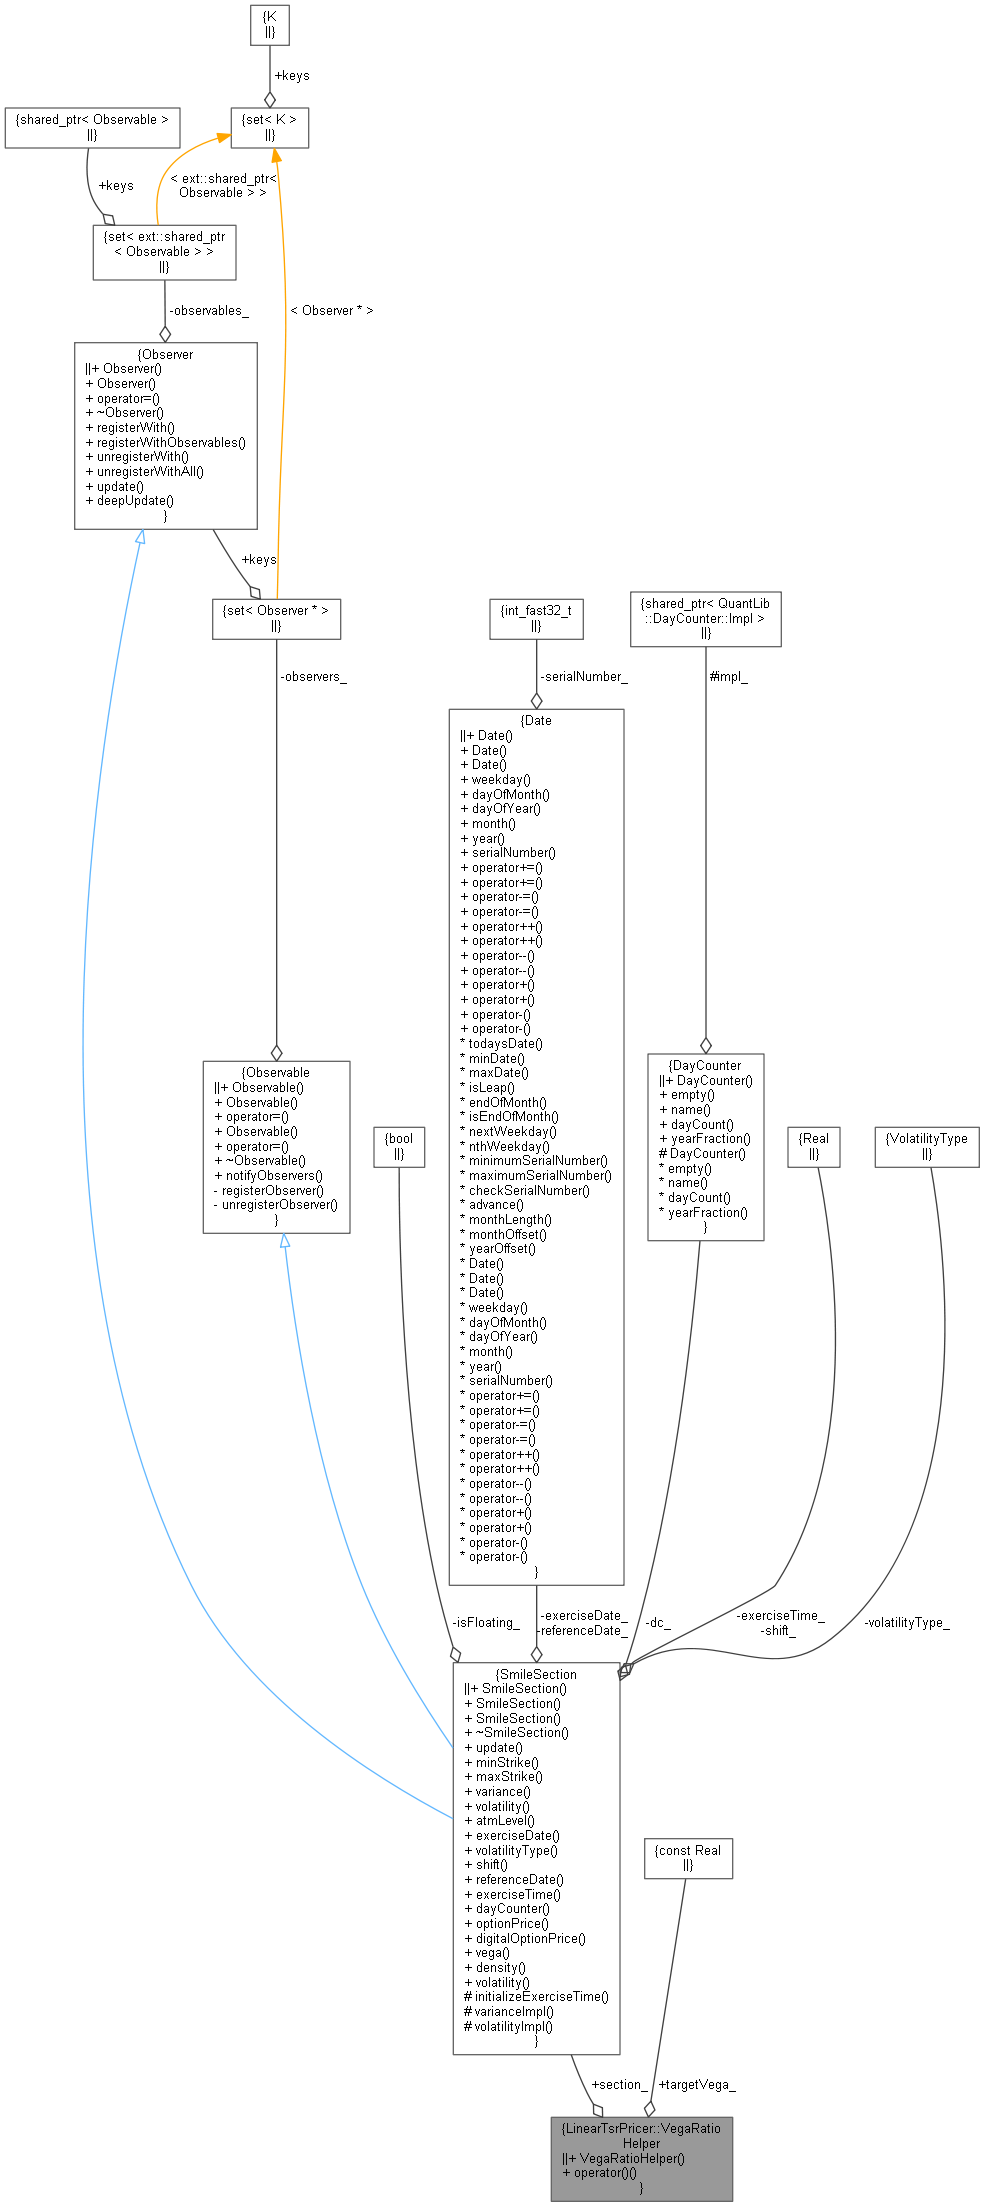 {K
||}
+keys
{shared_ptr< Observable >
||}
{set< K >
||}
+keys
< ext::shared_ptr<
Observable > >
{set< ext::shared_ptr
< Observable > >
||}
-observables_
< Observer * >
{Observer
||+ Observer()
+ Observer()
+ operator=()
+ ~Observer()
+ registerWith()
+ registerWithObservables()
+ unregisterWith()
+ unregisterWithAll()
+ update()
+ deepUpdate()
}
+keys
{set< Observer * >
||}
{int_fast32_t
||}
{shared_ptr< QuantLib
::DayCounter::Impl >
||}
-observers_
-serialNumber_
#impl_
{Date
||+ Date()
+ Date()
+ Date()
+ weekday()
+ dayOfMonth()
+ dayOfYear()
+ month()
+ year()
+ serialNumber()
+ operator+=()
+ operator+=()
+ operator-=()
+ operator-=()
+ operator++()
+ operator++()
+ operator--()
+ operator--()
+ operator+()
+ operator+()
+ operator-()
+ operator-()
* todaysDate()
* minDate()
* maxDate()
* isLeap()
* endOfMonth()
* isEndOfMonth()
* nextWeekday()
* nthWeekday()
* minimumSerialNumber()
* maximumSerialNumber()
* checkSerialNumber()
* advance()
* monthLength()
* monthOffset()
* yearOffset()
* Date()
* Date()
* Date()
* weekday()
* dayOfMonth()
* dayOfYear()
* month()
* year()
* serialNumber()
* operator+=()
* operator+=()
* operator-=()
* operator-=()
* operator++()
* operator++()
* operator--()
* operator--()
* operator+()
* operator+()
* operator-()
* operator-()
}
{Observable
||+ Observable()
+ Observable()
+ operator=()
+ Observable()
+ operator=()
+ ~Observable()
+ notifyObservers()
- registerObserver()
- unregisterObserver()
}
{bool
||}
{DayCounter
||+ DayCounter()
+ empty()
+ name()
+ dayCount()
+ yearFraction()
# DayCounter()
* empty()
* name()
* dayCount()
* yearFraction()
}
{Real
||}
{VolatilityType
||}
-isFloating_
-exerciseDate_
-referenceDate_
-dc_
-exerciseTime_
-shift_
-volatilityType_
{SmileSection
||+ SmileSection()
+ SmileSection()
+ SmileSection()
+ ~SmileSection()
+ update()
+ minStrike()
+ maxStrike()
+ variance()
+ volatility()
+ atmLevel()
+ exerciseDate()
+ volatilityType()
+ shift()
+ referenceDate()
+ exerciseTime()
+ dayCounter()
+ optionPrice()
+ digitalOptionPrice()
+ vega()
+ density()
+ volatility()
# initializeExerciseTime()
# varianceImpl()
# volatilityImpl()
}
{const Real
||}
+section_
+targetVega_
{LinearTsrPricer::VegaRatio
Helper
||+ VegaRatioHelper()
+ operator()()
}